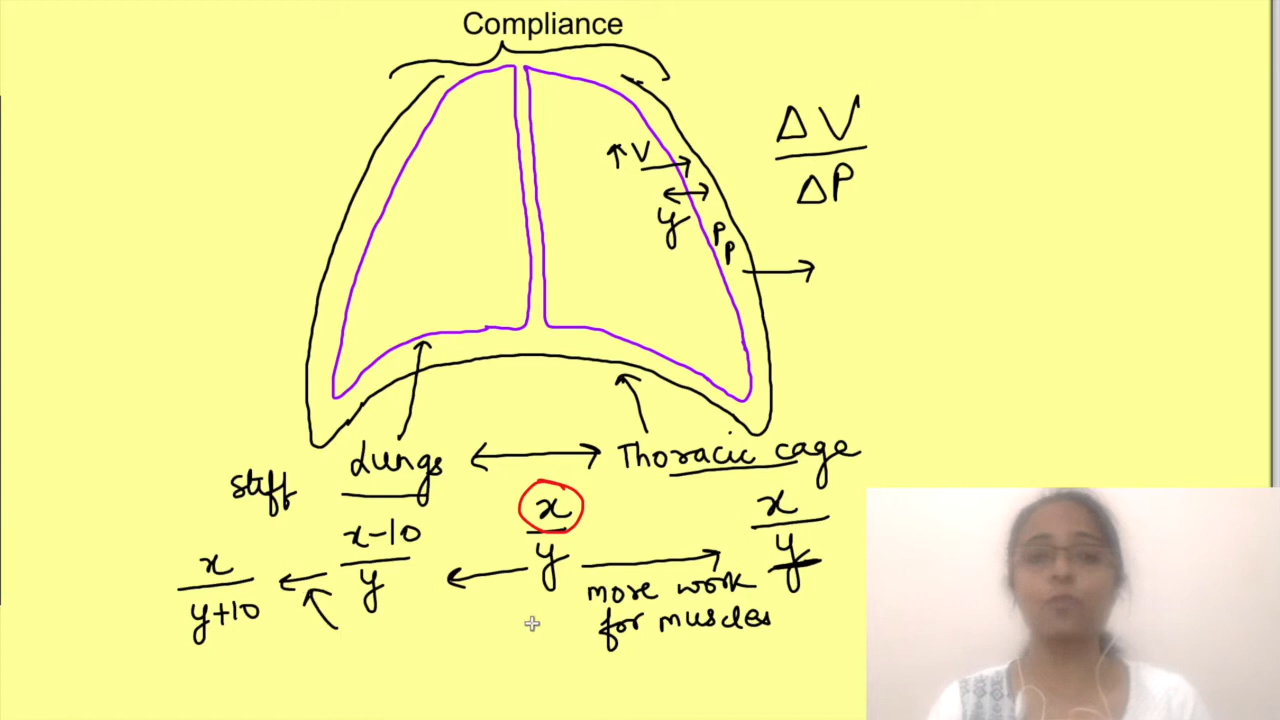 Compliance
ΔV
ΔP
↑V
y
Pp
Lungs ↔ Thoracic cage
stiff
x
y
x
y
x-10
y
x
y+10
more work
for muscles